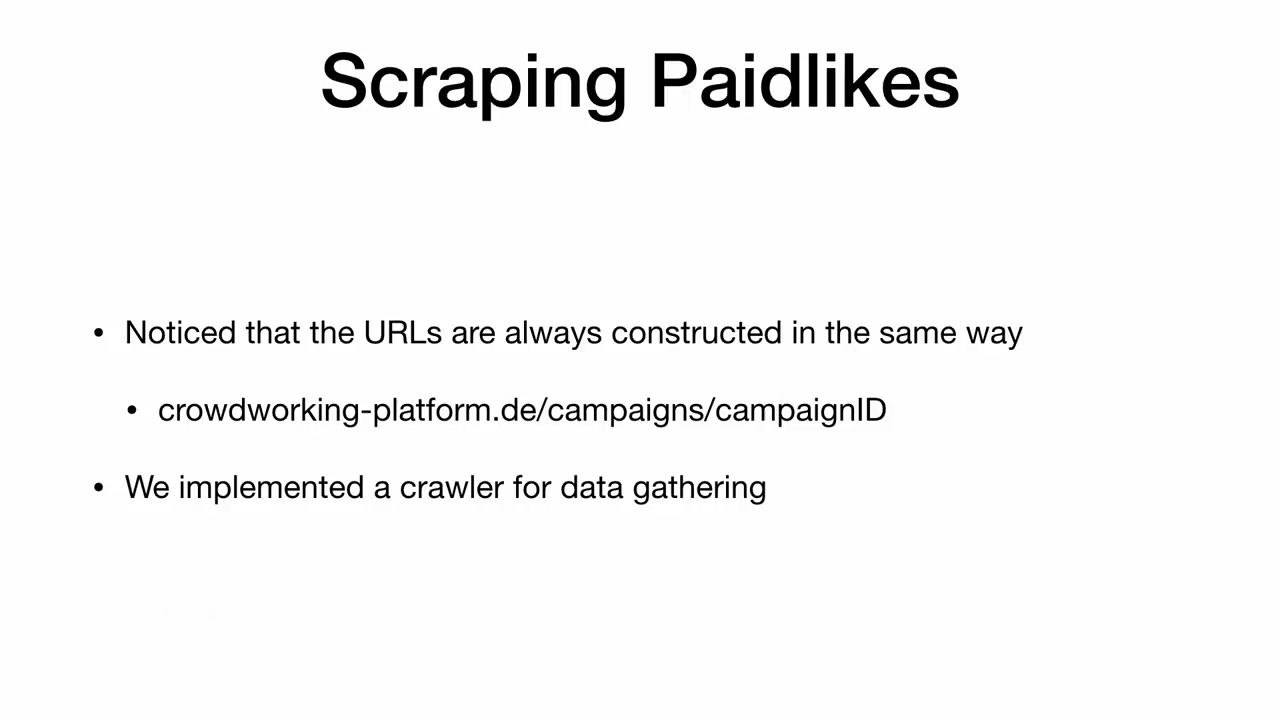 Scraping Paidlikes
• Noticed that the URLs are always constructed in the same way
• crowdworking-platform.de/campaigns/campaignID
• We implemented a crawler for data gathering